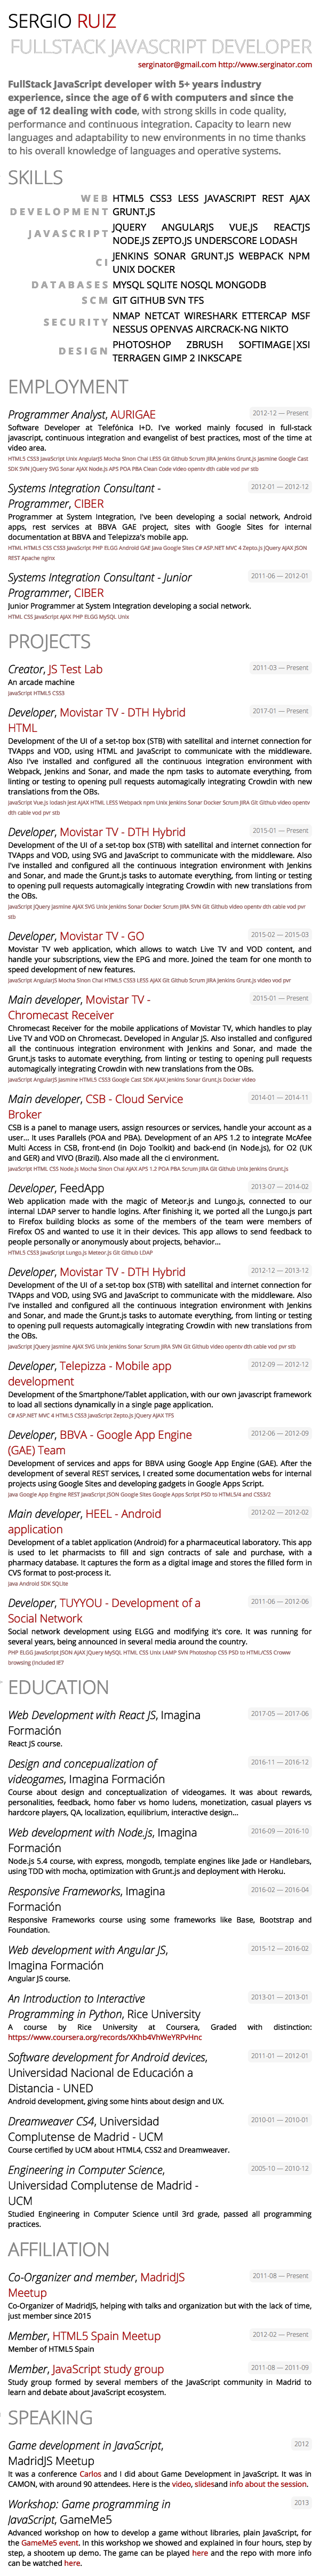 SERGIO RUIZ
FULLSTACK JAVASCRIPT DEVELOPER
serginator@gmail.com http://www.serginator.com
FullStack JavaScript developer with 5+ years industry
experience, since the age of 6 with computers and since the
age of 12 dealing with code, with strong skills in code quality,
performance and continuous integration. Capacity to learn new
languages and adaptability to new environments in no time thanks
to his overall knowledge of languages and operative systems.
SKILLS
WEB DEVELOPMENT HTML5 CSS3 LESS JAVASCRIPT REST AJAX
GRUNT.JS
JAVASCRIPT JQUERY ANGULARJS VUE.JS REACTJS
NODE.JS ZEPTO.JS UNDERSCORE LODASH
CI JENKINS SONAR GRUNT.JS WEBPACK NPM
UNIX DOCKER
DATABASES MYSQL SQLITE NOSQL MONGODB
SCM GIT GITHUB SVN TFS
SECURITY NMAP NETCAT WIRESHARK ETTERCAP MSF
NESSUS OPENVAS AIRCRACK-NG NIKTO
DESIGN PHOTOSHOP ZBRUSH SOFTIMAGE|XSI
TERRAGEN GIMP 2 INKSCAPE
EMPLOYMENT
Programmer Analyst, AURIGAE 2012-12 — Present
Software Developer at Telefónica I+D. I've worked mainly focused in full-stack
javascript, continuous integration and evangelist of best practices, most of the time at
video area.
HTML HTML5 CSS3 JavaScript Unix AngularJS Mocha Sinon Chai LESS Git Github Scrum JIRA Jenkins Grunt.js Jasmine Google Cast
SDK SVN jQuery SVG Sonar AJAX Node.js APS POA PBA Clean Code video opentv dth cable vod pvr stb
Systems Integration Consultant -
Programmer, CIBER 2012-01 — 2012-12
Programmer at System Integration, I've been developing a social network, Android
apps, rest services at BBVA GAE project, sites with Google Sites for internal
documentation at BBVA and Telepizza's mobile app.
HTML HTML5 CSS CSS3 JavaScript PHP ELGG Android GAE Java Google Sites C# ASP.NET MVC 4 Zepto.js jQuery AJAX JSON
REST Apache nginx
Systems Integration Consultant - Junior
Programmer, CIBER 2011-06 — 2012-01
Junior Programmer at System Integration developing a social network.
HTML CSS JavaScript AJAX PHP ELGG MySQL Unix
PROJECTS
Creator, JS Test Lab 2011-03 — Present
An arcade machine
JavaScript HTML5 CSS3
Developer, Movistar TV - DTH Hybrid
HTML 2017-01 — Present
Development of the UI of a set-top box (STB) with satellital and internet connection for
TVApps and VOD, using HTML and JavaScript to communicate with the middleware.
Also I've installed and configured all the continuous integration environment with
Webpack, Jenkins and Sonar, and made the npm tasks to automate everything, from
linting or testing to opening pull requests automagically integrating Crowdin with new
translations from the OBs.
JavaScript Vue.js lodash jest AJAX HTML LESS Webpack npm Unix Jenkins Sonar Docker Scrum JIRA Git Github video opentv
dth cable vod pvr stb
Developer, Movistar TV - DTH Hybrid 2015-01 — Present
Development of the UI of a set-top box (STB) with satellital and internet connection for
TVApps and VOD, using SVG and JavaScript to communicate with the middleware. Also
I've installed and configured all the continuous integration environment with Jenkins
and Sonar, and made the Grunt.js tasks to automate everything, from linting or testing
to opening pull requests automagically integrating Crowdin with new translations from
the OBs.
JavaScript jQuery jasmine AJAX SVG Unix Jenkins Sonar Docker Scrum JIRA SVN Git Github video opentv dth cable vod pvr
stb
Developer, Movistar TV - GO 2015-02 — 2015-03
Movistar TV web application, which allows to watch Live TV and VOD content, and
handle your subscriptions, view the EPG and more. Joined the team for one month to
speed development of new features.
JavaScript AngularJS Mocha Sinon Chai HTML5 CSS3 LESS AJAX Git Github Scrum JIRA Jenkins Grunt.js video vod pvr
Main developer, Movistar TV -
Chromecast Receiver 2015-01 — Present
Chromecast Receiver for the mobile applications of Movistar TV, which handles to play
Live TV and VOD on Chromecast. Developed in Angular JS. Also installed and configured
all the continuous integration environment with Jenkins and Sonar, and made the
Grunt.js tasks to automate everything, from linting or testing to opening pull requests
automagically integrating Crowdin with new translations from the OBs.
JavaScript AngularJS Jasmine HTML5 CSS3 Google Cast SDK AJAX Jenkins Sonar Grunt.js Docker video
Main developer, CSB - Cloud Service
Broker 2014-01 — 2014-11
CSB is a panel to manage users, assign resources or services, handle your account as a
user... It uses Parallels (POA and PBA). Development of an APS 1.2 to integrate McAfee
Multi Access in CSB, from front-end (in Dojo Toolkit) and back-end (in Node.js), for O2 (UK
and GER) and VIVO (Brazil). Also made all the ci environment.
JavaScript HTML CSS Node.js Mocha Sinon Chai AJAX APS 1.2 POA PBA Scrum JIRA Git Github Unix Jenkins Grunt.js
Developer, FeedApp 2013-07 — 2014-02
Web application made with the magic of Meteor.js and Lungo.js, connected to our
internal LDAP server to handle logins. After finishing it, we ported all the Lungo.js part
to Firefox building blocks as some of the members of the team were members of
Firefox OS and wanted to use it in their devices. This app allows to send feedback to
people personally or anonymously about projects, behavior...
HTML5 CSS3 JavaScript Lungo.js Meteor.js Git Github LDAP
Developer, Movistar TV - DTH Hybrid 2012-12 — 2013-12
Development of the UI of a set-top box (STB) with satellital and internet connection for
TVApps and VOD, using SVG and JavaScript to communicate with the middleware. Also
I've installed and configured all the continuous integration environment with Jenkins
and Sonar, and made the Grunt.js tasks to automate everything, from linting or testing
to opening pull requests automagically integrating Crowdin with new translations from
the OBs.
JavaScript jQuery jasmine AJAX SVG Unix Jenkins Sonar Scrum JIRA SVN Git Github video opentv dth cable vod pvr stb
Developer, Telepizza - Mobile app
development 2012-09 — 2012-12
Development of the Smartphone/Tablet application, with our own javascript framework
to load all sections dynamically in a single page application.
C# ASP.NET MVC 4 HTML5 CSS3 JavaScript Zepto.js jQuery AJAX TFS
Developer, BBVA - Google App Engine
(GAE) Team 2012-06 — 2012-09
Development of services and apps for BBVA using Google App Engine (GAE). After the
development of several REST services, I created some documentation webs for internal
projects using Google Sites and developing gadgets in Google Apps Script.
Java Google App Engine REST JavaScript JSON Google Sites Google Apps Script PSD to HTML5/4 and CSS3/2
Main developer, HEEL - Android
application 2012-02 — 2012-02
Development of a tablet application (Android) for a pharmaceutical laboratory. This app
is used to let pharmacists to fill and sign contracts of sale and purchase, with a
pharmacy database. It captures the form as a digital image and stores the filled form in
CVS format to post-process it.
Java Android SDK SQLite
Developer, TUYYOU - Development of a
Social Network 2011-06 — 2012-06
Social network development using ELGG and modifying it's core. It was running for
several years, being announced in several media around the country.
PHP ELGG JavaScript JSON AJAX jQuery MySQL HTML CSS Unix LAMP SVN Photoshop CS5 PSD to HTML/CSS Croww
browsing (included IE7
EDUCATION
Web Development with React JS, Imagina
Formación 2017-05 — 2017-06
React JS course.
Design and concepualization of
videogames, Imagina Formación 2016-11 — 2016-12
Course about design and conceptualization of videogames. It was about rewards,
personalities, feedback, homo faber vs homo ludens, monetization, casual players vs
hardcore players, QA, localization, equilibrium, interactive design...
Web development with Node.js, Imagina
Formación 2016-09 — 2016-10
Node.js 5.4 course, with express, mongodb, template engines like Jade or Handlebars,
using TDD with mocha, optimization with Grunt.js and deployment with Heroku.
Responsive Frameworks, Imagina
Formación 2016-02 — 2016-04
Responsive Frameworks course using some frameworks like Base, Bootstrap and
Foundation.
Web development with Angular JS,
Imagina Formación 2015-12 — 2016-02
Angular JS course.
An Introduction to Interactive
Programming in Python, Rice University 2013-01 — 2013-01
A course by Rice University at Coursera, Graded with distinction:
https://www.coursera.org/records/XKhb4VhWeYRPvHnc
Software development for Android devices,
Universidad Nacional de Educación a
Distancia - UNED 2011-01 — 2012-01
Android development, giving some hints about design and UX.
Dreamweaver CS4, Universidad
Complutense de Madrid - UCM 2010-01 — 2010-01
Course certified by UCM about HTML4, CSS2 and Dreamweaver.
Engineering in Computer Science,
Universidad Complutense de Madrid -
UCM 2005-10 — 2010-12
Studied Engineering in Computer Science until 3rd grade, passed all programming
practices.
AFFILIATION
Co-Organizer and member, MadridJS
Meetup 2011-08 — Present
Co-Organizer of MadridJS, helping with talks and organization but with the lack of time,
just member since 2015
Member, HTML5 Spain Meetup 2012-02 — Present
Member of HTML5 Spain
Member, JavaScript study group 2011-08 — 2011-09
Study group formed by several members of the JavaScript community in Madrid to
learn and debate about JavaScript ecosystem.
SPEAKING
Game development in JavaScript,
MadridJS Meetup 2012
It was a conference Carlos and I did about Game Development in JavaScript. It was in
CAMON, with around 90 attendees. Here is the video, slidesand info about the session.
Workshop: Game programming in
JavaScript, GameMe5 2013
Advanced workshop on how to develop a game without libraries, plain JavaScript, for
the GameMe5 event. In this workshop we showed and explained in four hours, step by
step, a shootem up demo. The game can be played here and the repo with more info
can be watched here.